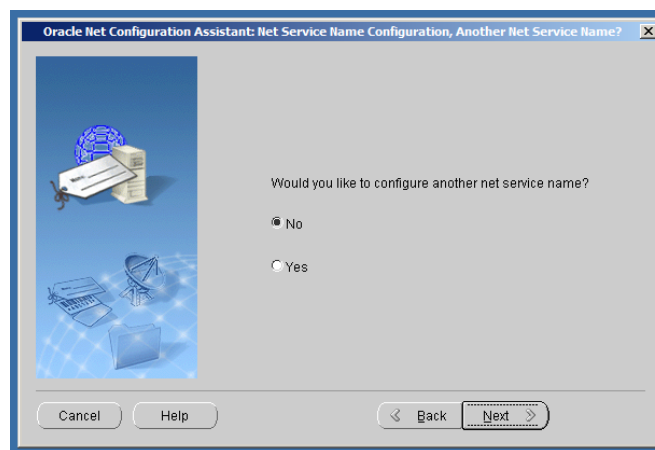 Oracle Net Configuration Assistant: Net Service Name Configuration, Another Net Service Name?
Would you like to configure another net service name?
No
Yes
Cancel
Help
Back
Next